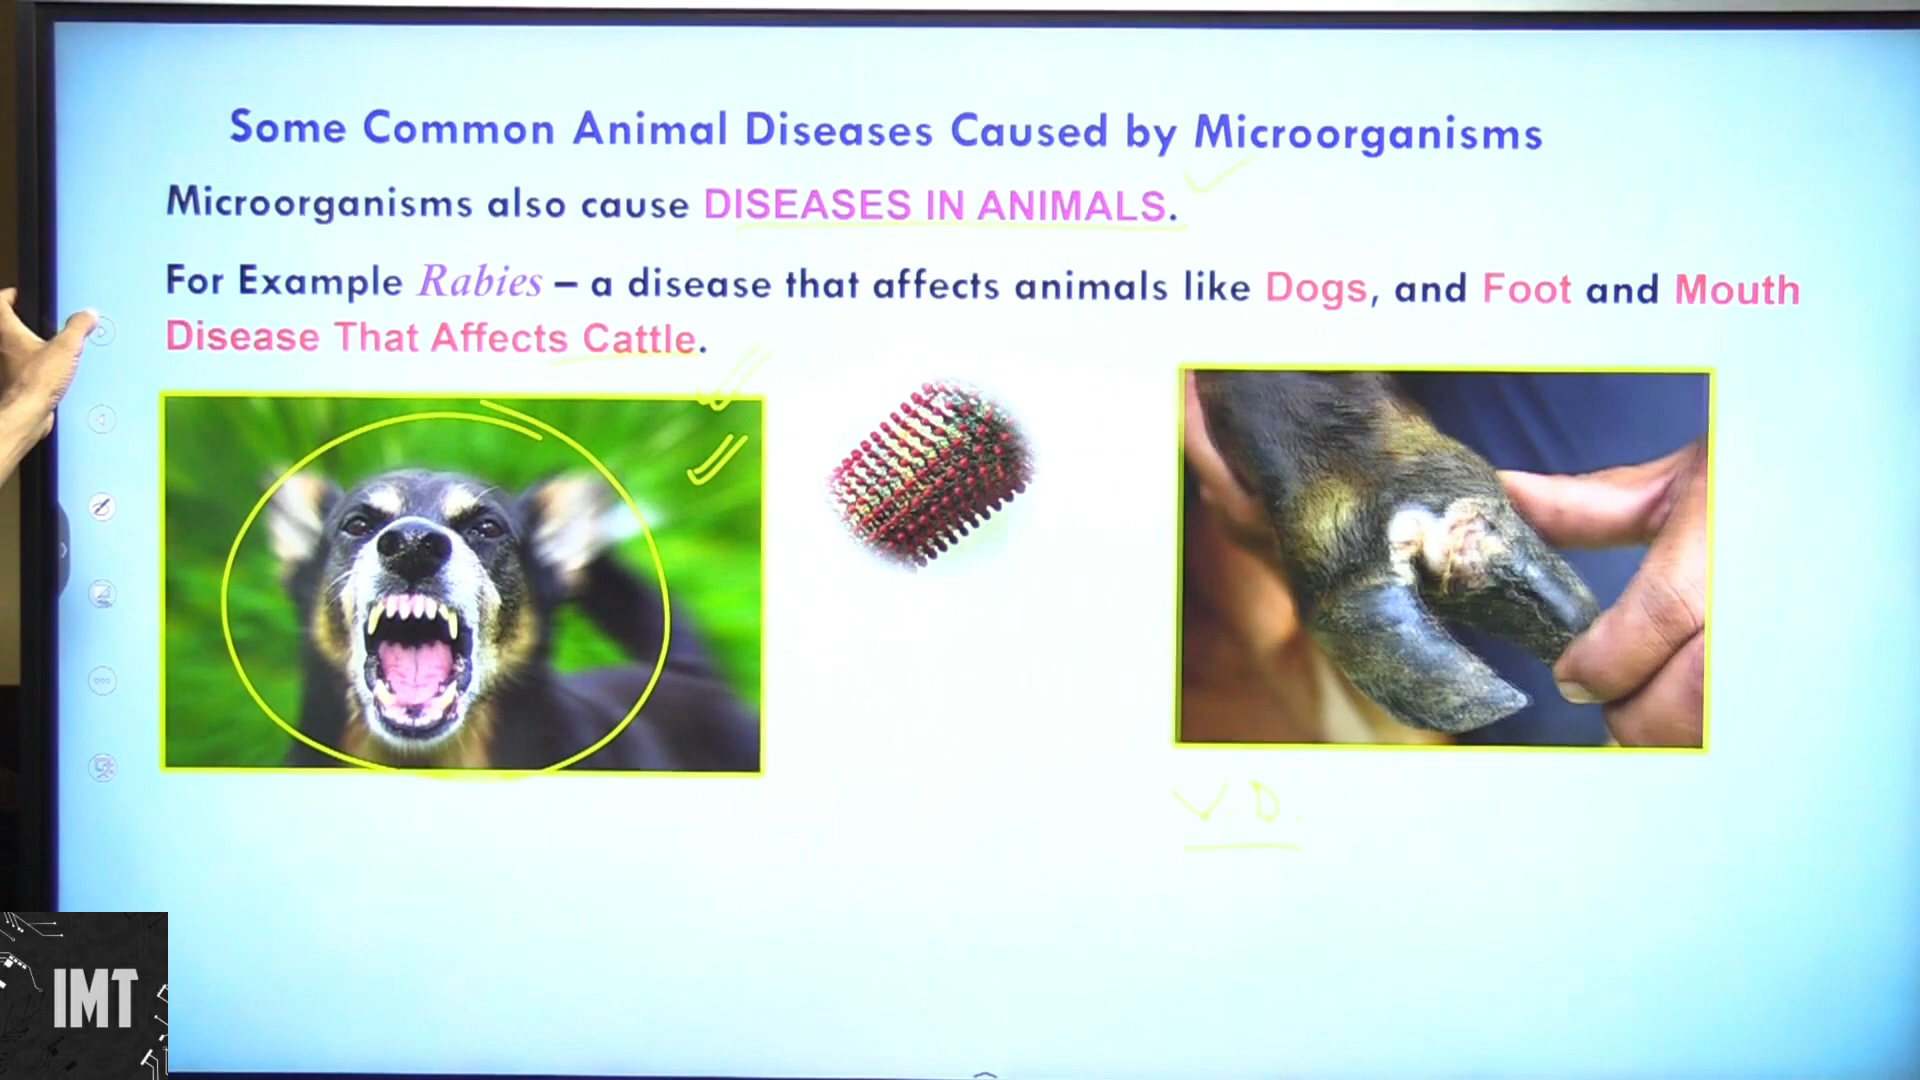 Some Common Animal Diseases Caused by Microorganisms
Microorganisms also cause DISEASES IN ANIMALS.
For Example Rabies – a disease that affects animals like Dogs, and Foot and Mouth
Disease That Affects Cattle.
V.D.
IMT